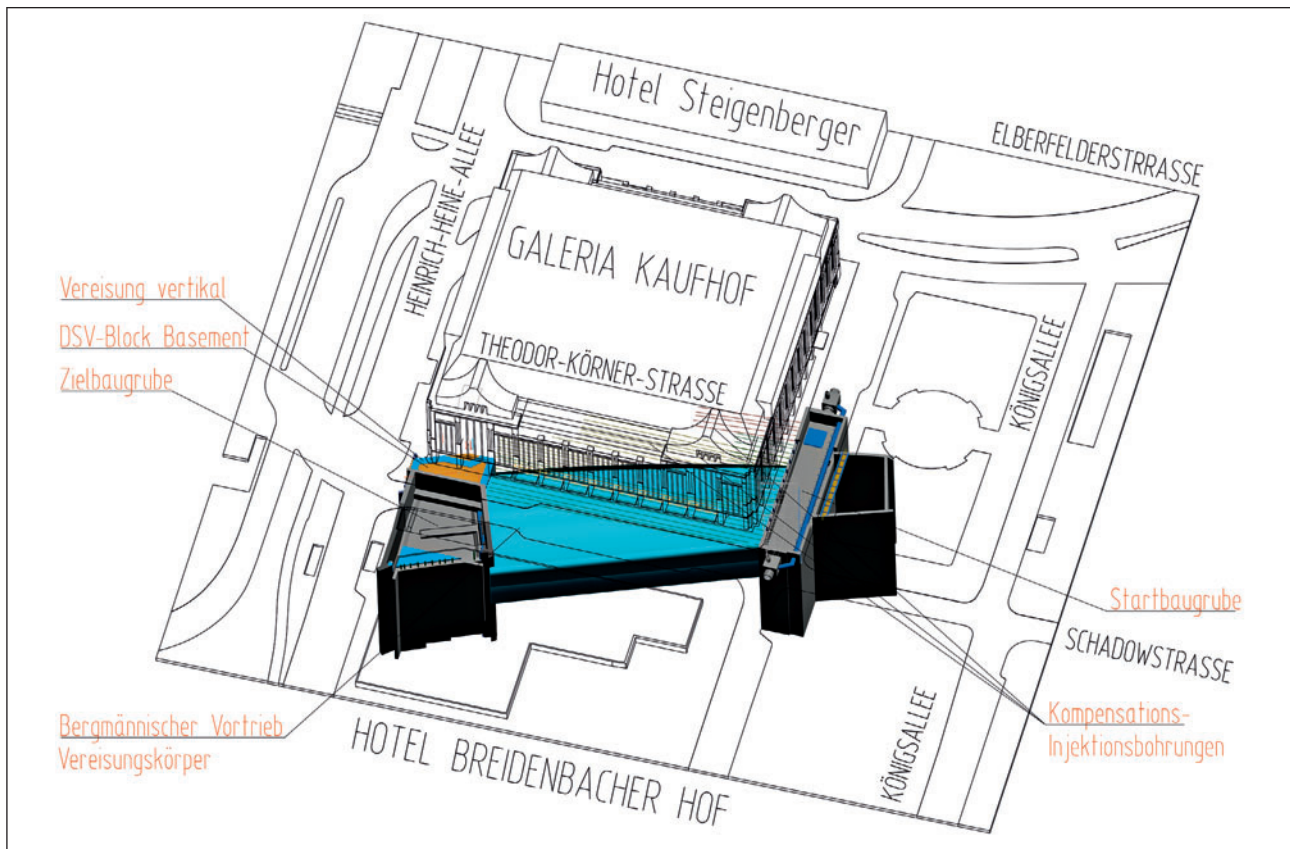 Hotel Steigenberger
ELBERFELDERSTRRASSE
HEINRICH-HEINE-ALLEE
GALERIA KAUFHOF
THEODOR-KÖRNER-STRASSE
KÖNIGSALLEE
Vereisung vertikal
DSV-Block Basement
Zielbaugrube
Startbaugrube
SCHADOWSTRASSE
Kompensations-
Injektionsbohrungen
KÖNIGSALLEE
Bergmännischer Vortrieb
Vereisungskörper
HOTEL BREIDENBACHER HOF